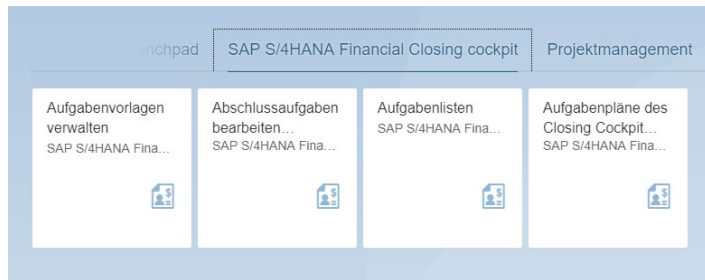 nchpad SAP S/4HANA Financial Closing cockpit Projektmanagement
Aufgabenvorlagen
verwalten
SAP S/4HANA Fina...
Abschlussaufgaben
bearbeiten...
SAP S/4HANA Fina...
Aufgabenlisten
SAP S/4HANA Fina...
Aufgabenpläne des
Closing Cockpit...
SAP S/4HANA Fina...